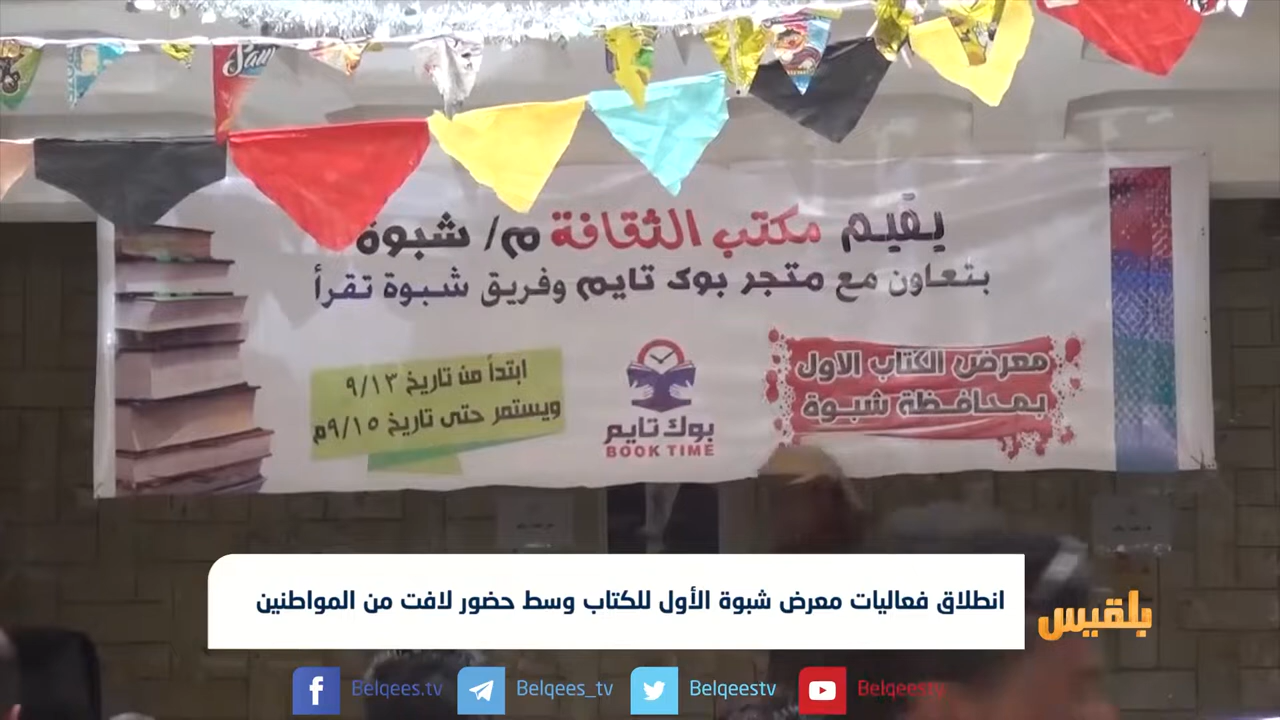 يقيم مكتب الثقافة م/ شبوة
بتعاون مع متجر بوك تايم وفريق شبوة تقرأ
معرض الكتاب الاول
بمحافظة شبوة
بوك تايم
BOOK TIME
ابتدأ من تاريخ ٩/١٣
ويستمر حتى تاريخ ٩/١٥م
انطلاق فعاليات معرض شبوة الأول للكتاب وسط حضور لافت من المواطنين
بلقيس
Belqees.tv
Belqees_tv
Belqeestv
Belqeestv